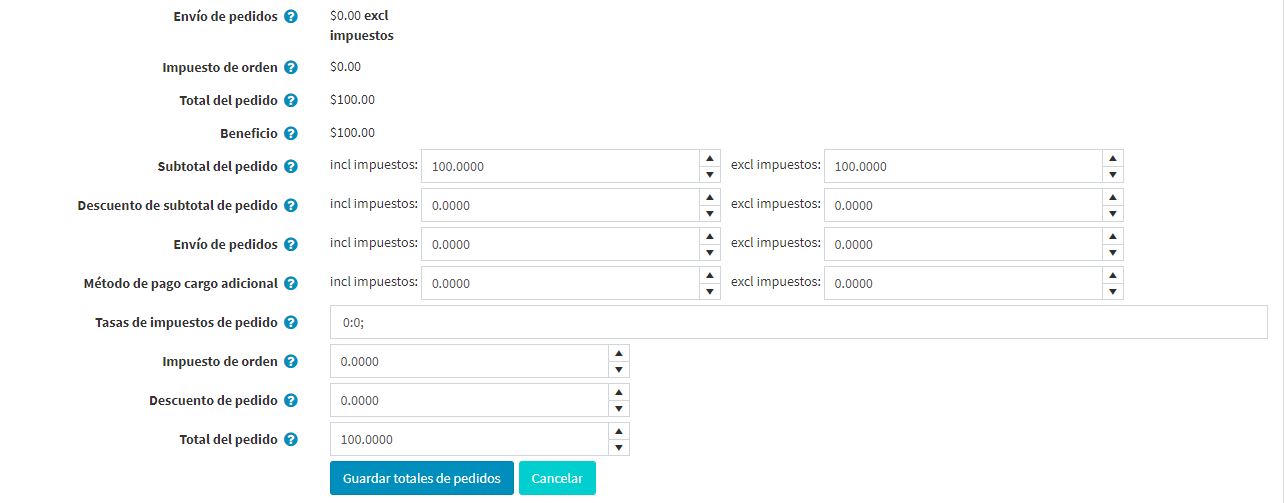 Envío de pedidos ? $0.00 excl
impuestos
Impuesto de orden ? $0.00
Total del pedido ? $100.00
Beneficio ? $100.00
Subtotal del pedido ? incl impuestos: 100.0000 excl impuestos: 100.0000
Descuento de subtotal de pedido ? incl impuestos: 0.0000 excl impuestos: 0.0000
Envío de pedidos ? incl impuestos: 0.0000 excl impuestos: 0.0000
Método de pago cargo adicional ? incl impuestos: 0.0000 excl impuestos: 0.0000
Tasas de impuestos de pedido ? 0:0;
Impuesto de orden ? 0.0000
Descuento de pedido ? 0.0000
Total del pedido ? 100.0000
Guardar totales de pedidos Cancelar